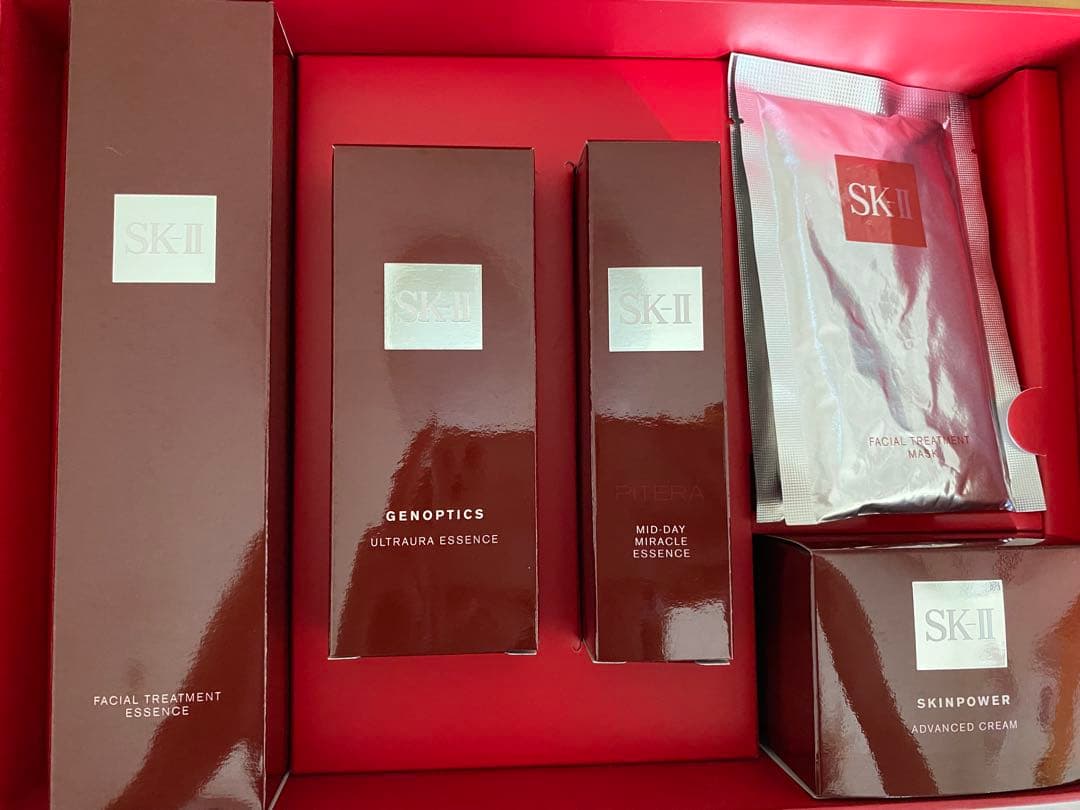 SK-II
FACIAL TREATMENT
ESSENCE
SK-II
GENOPTICS
ULTRAURA ESSENCE
SK-II
PITERA
MID-DAY
MIRACLE
ESSENCE
SK-II
FACIAL TREATMENT
MASK
SK-II
SKINPOWER
ADVANCED CREAM